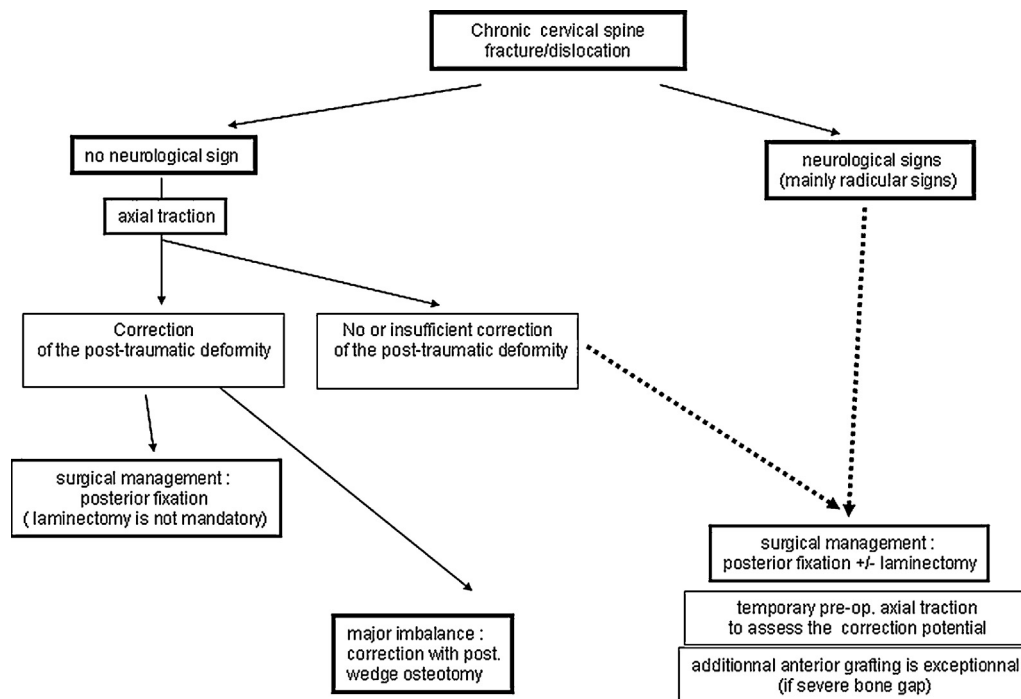 Chronic cervical spine
fracture/dislocation
no neurological sign
neurological signs
(mainly radicular signs)
axial traction
Correction
of the post-traumatic deformity
No or insufficient correction
of the post-traumatic deformity
surgical management :
posterior fixation
( laminectomy is not mandatory)
surgical management :
posterior fixation +/- laminectomy
temporary pre-op. axial traction
to assess the correction potential
major imbalance :
correction with post.
wedge osteotomy
additionnal anterior grafting is exceptionnal
(if severe bone gap)